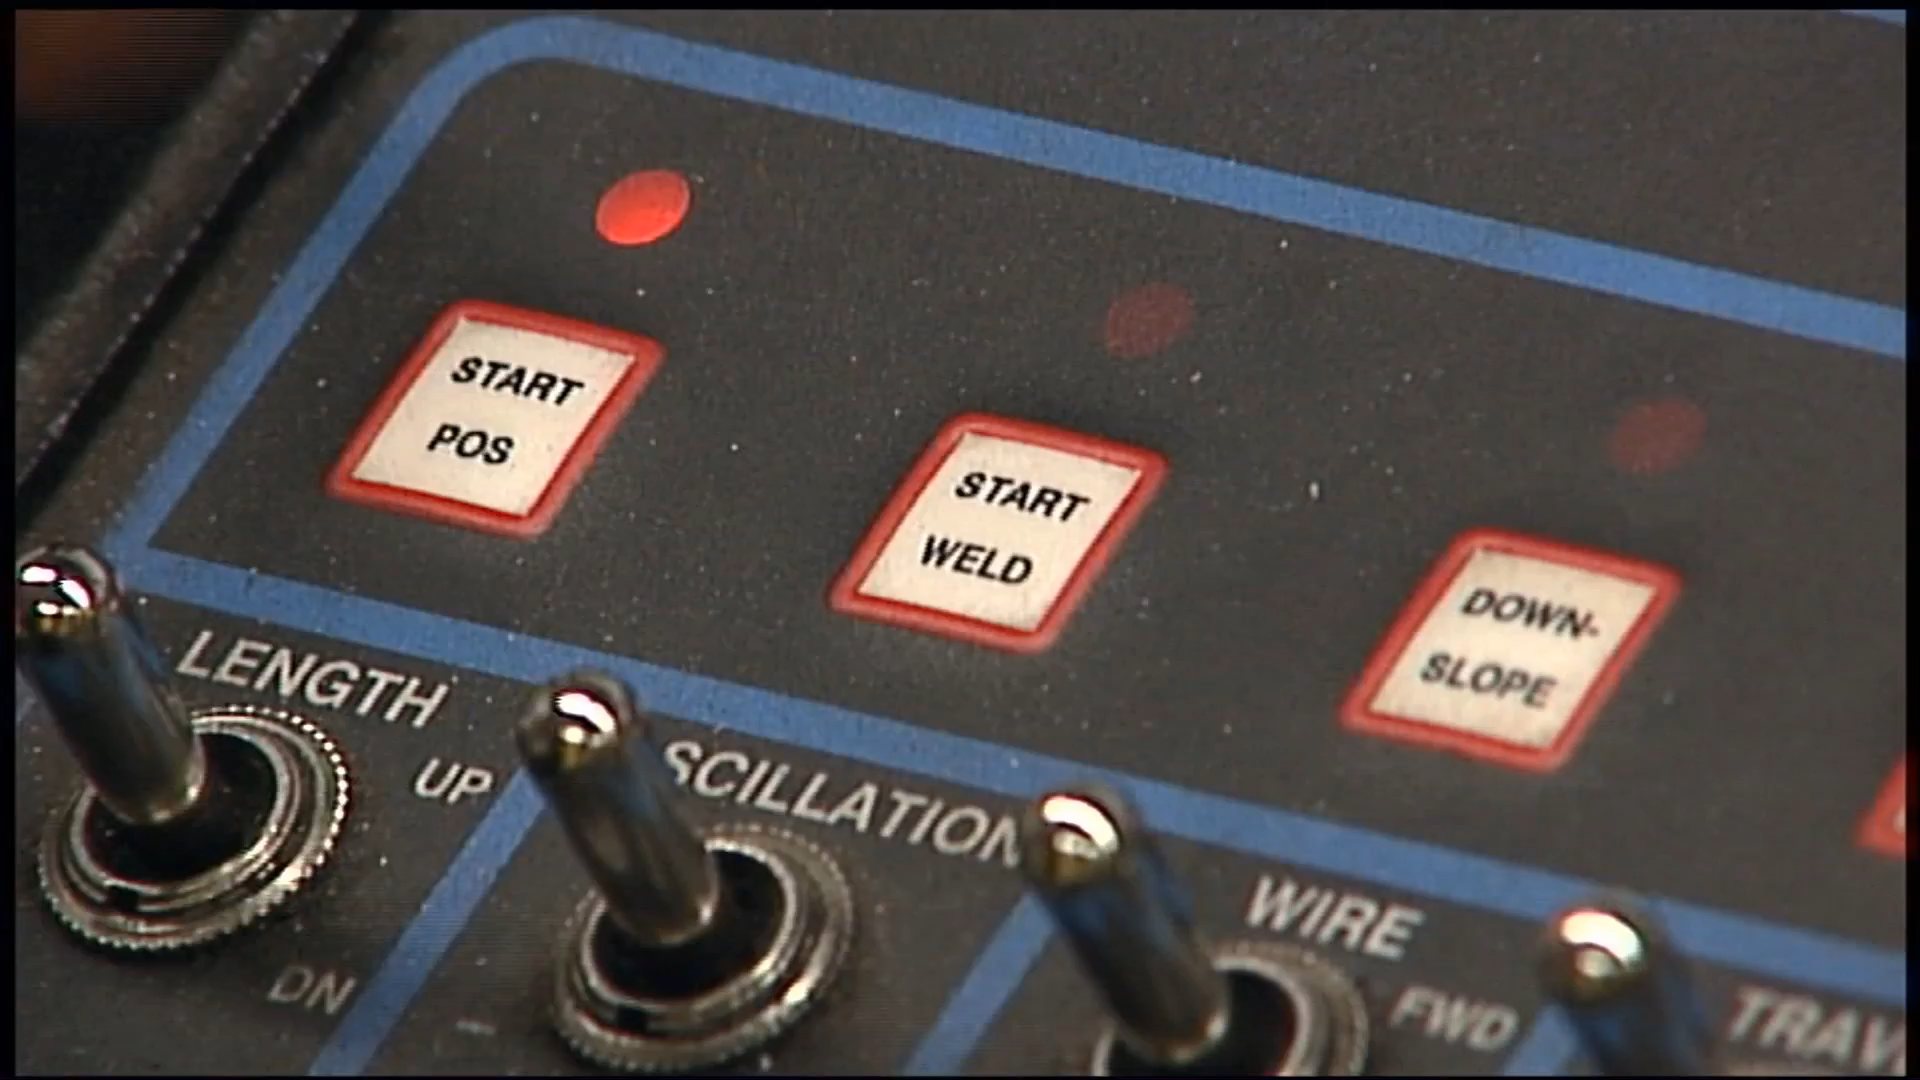 START
POS
START
WELD
DOWN-
SLOPE
LENGTH
UP
DN
SCILLATION
WIRE
FWD
TRAV